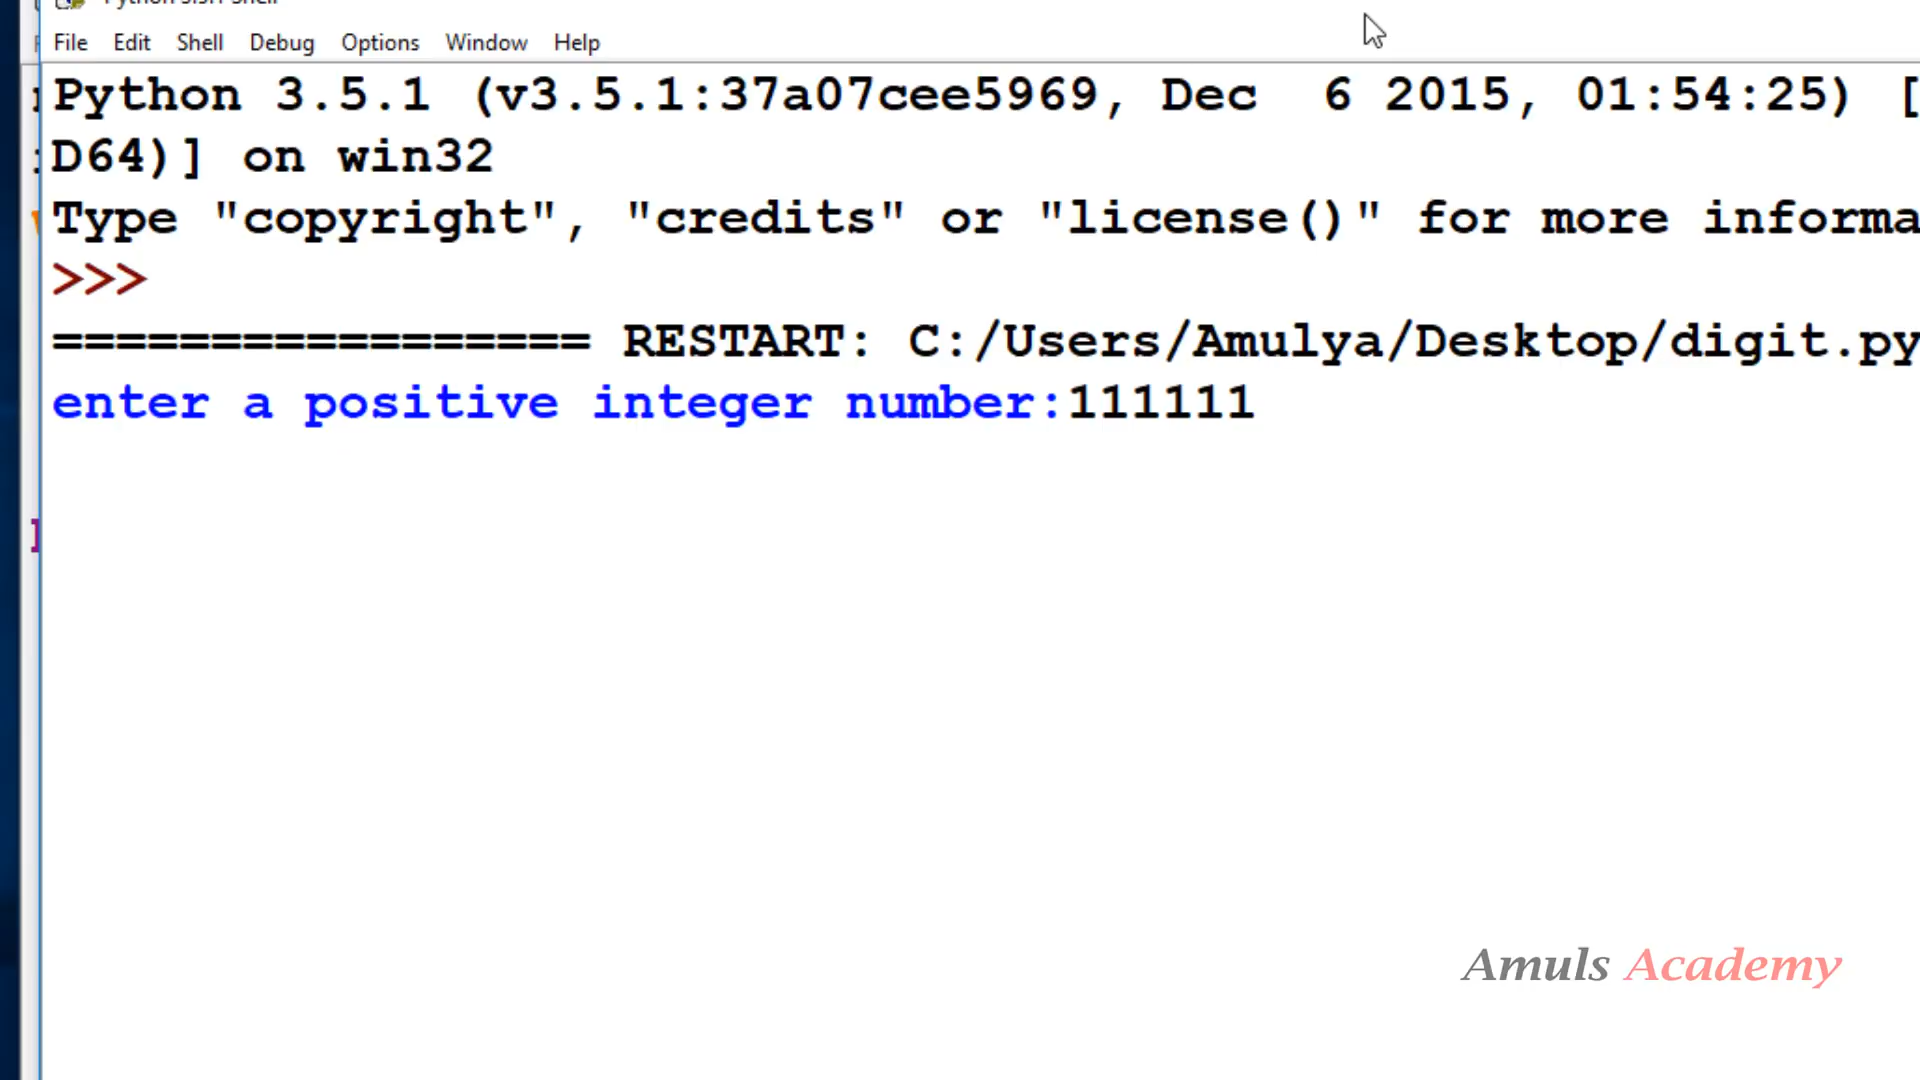 File Edit Shell Debug Options Window Help
Python 3.5.1 (v3.5.1:37a07cee5969, Dec  6 2015, 01:54:25) [
D64)] on win32
Type "copyright", "credits" or "license()" for more informa
>>>
================= RESTART: C:/Users/Amulya/Desktop/digit.py
enter a positive integer number:111111
Amuls Academy